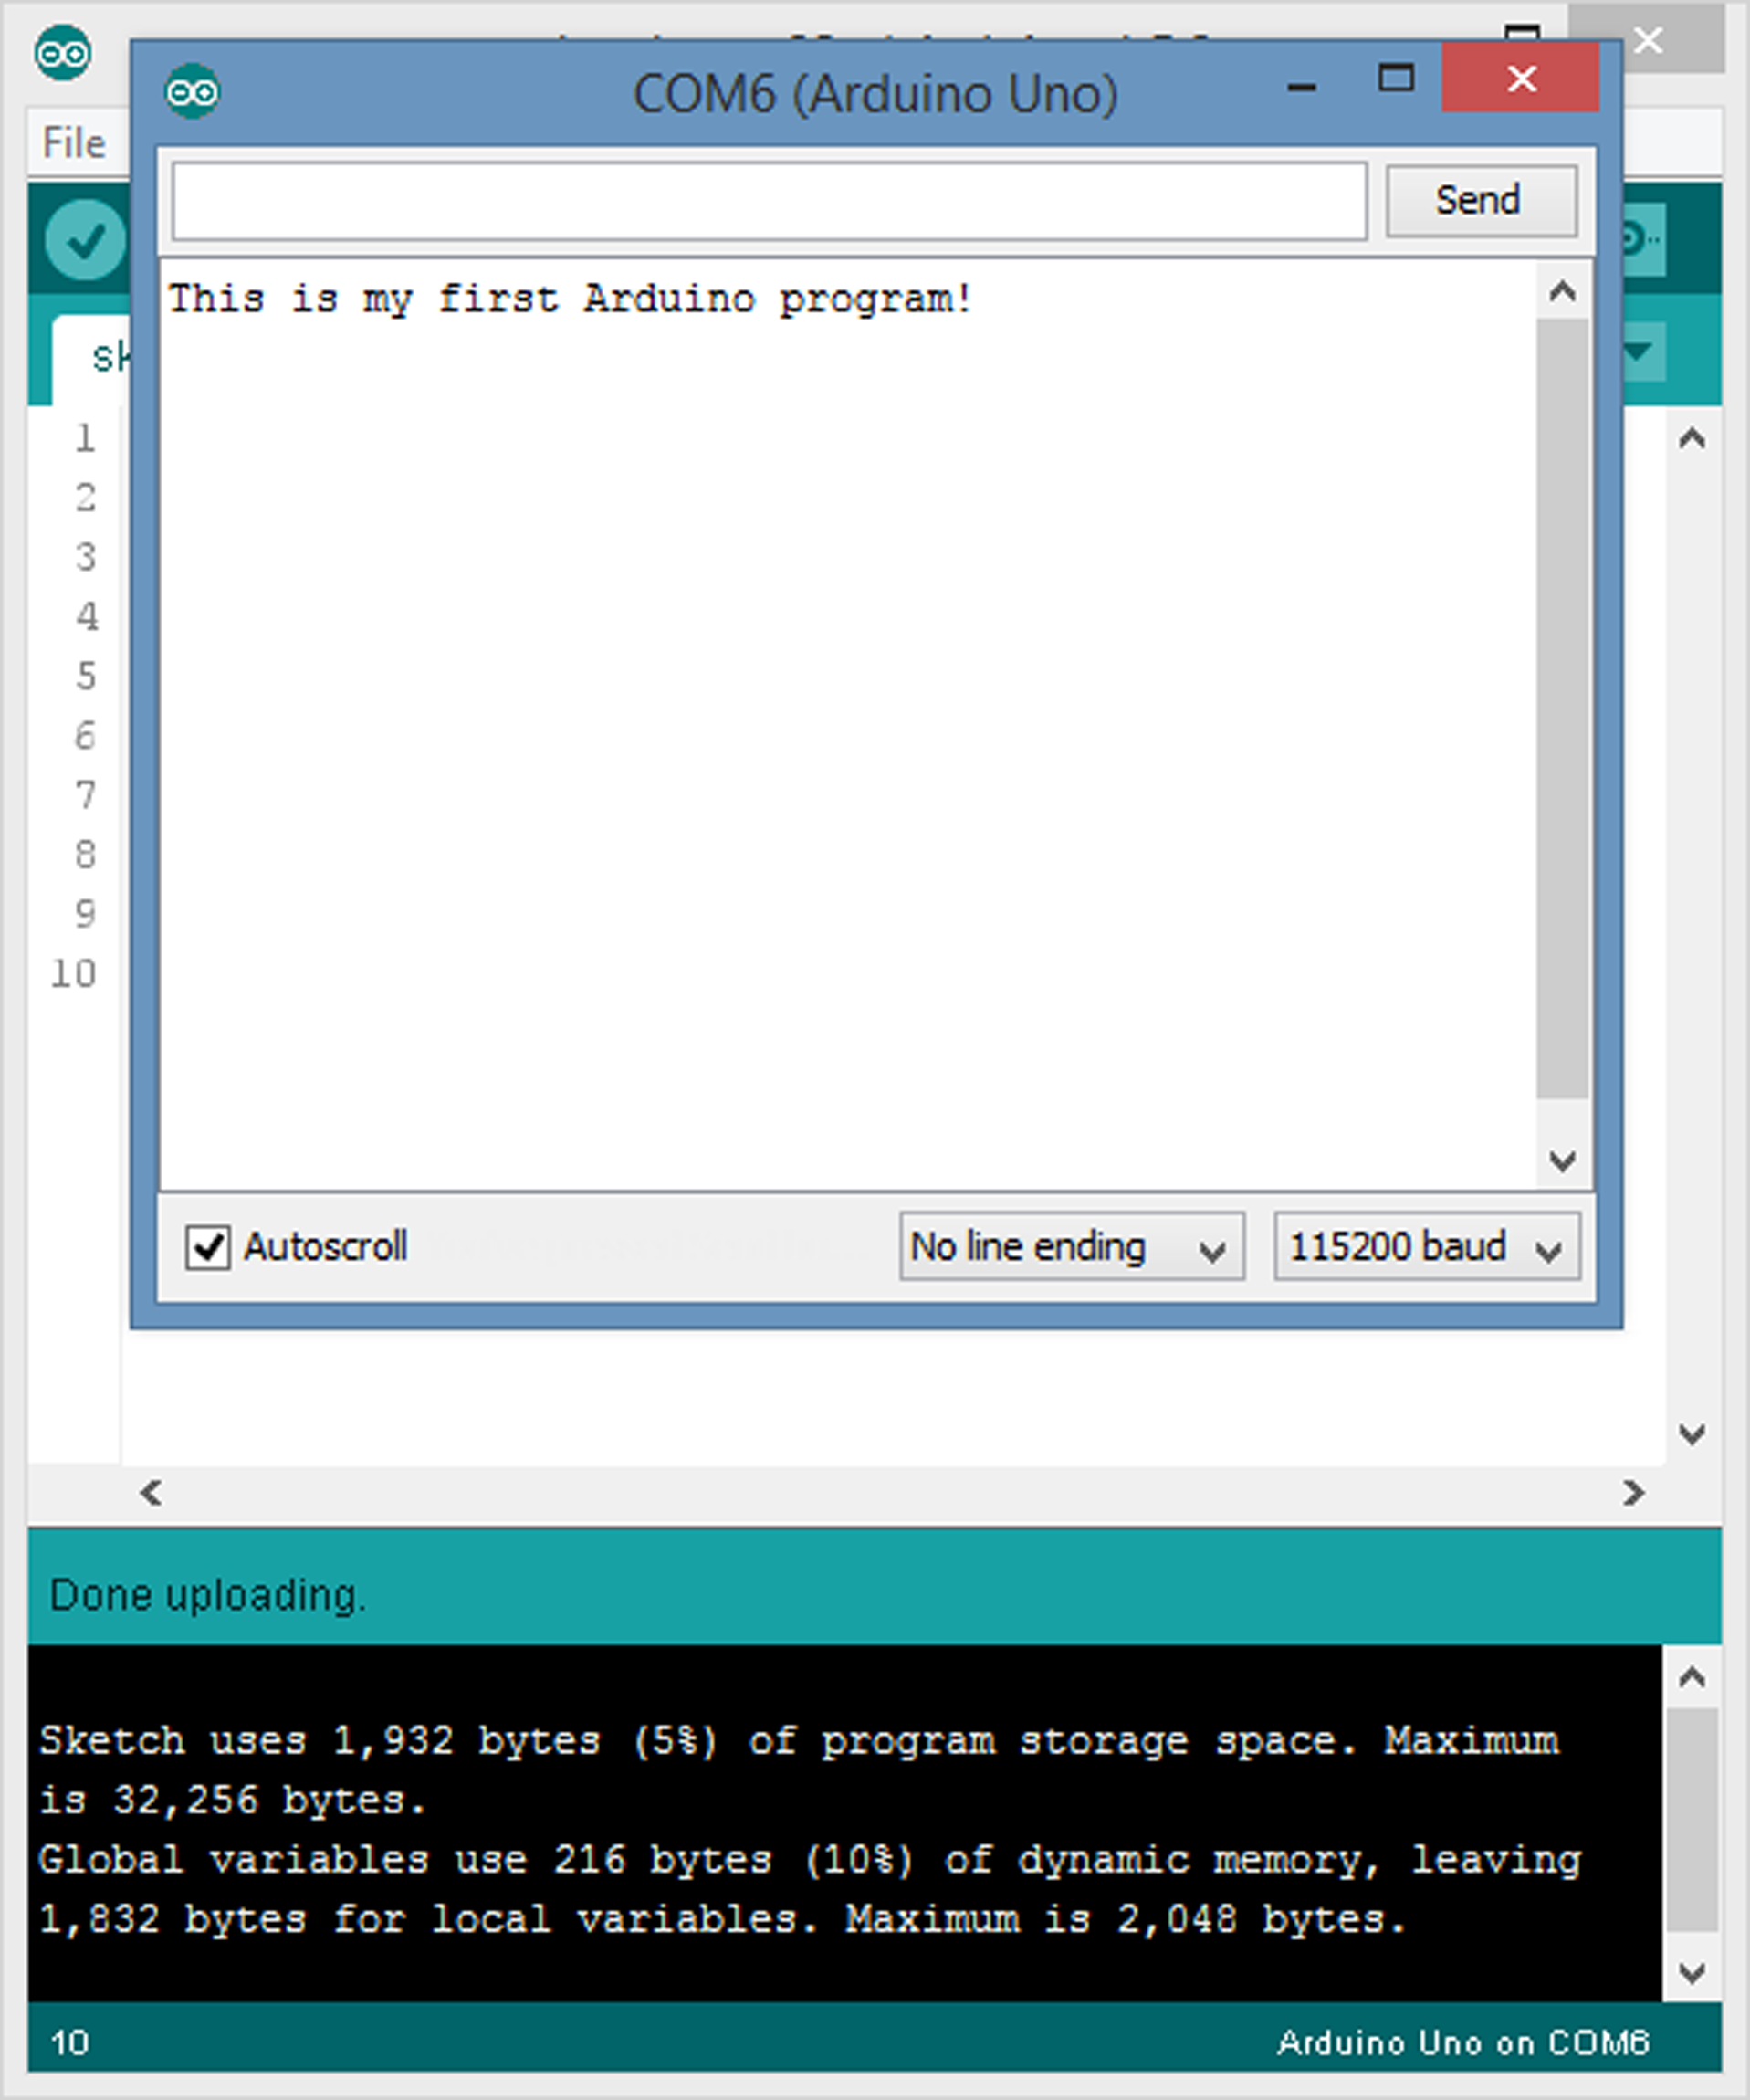 COM6 (Arduino Uno)
File
Send
This is my first Arduino program!
sk
1
2
3
4
5
6
7
8
9
10
Autoscroll
No line ending
115200 baud
Done uploading.
Sketch uses 1,932 bytes (5%) of program storage space. Maximum
is 32,256 bytes.
Global variables use 216 bytes (10%) of dynamic memory, leaving
1,832 bytes for local variables. Maximum is 2,048 bytes.
10
Arduino Uno on COM6